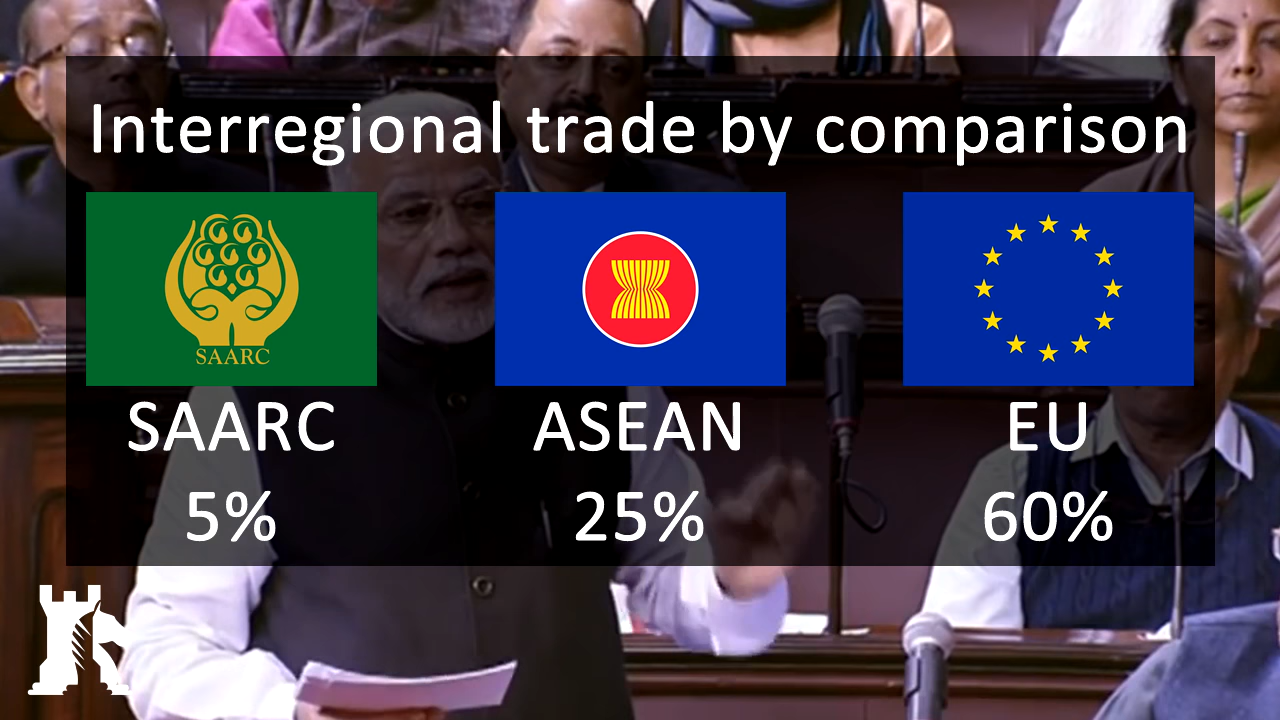 Interregional trade by comparison
SAARC
SAARC
ASEAN
EU
5%
25%
60%